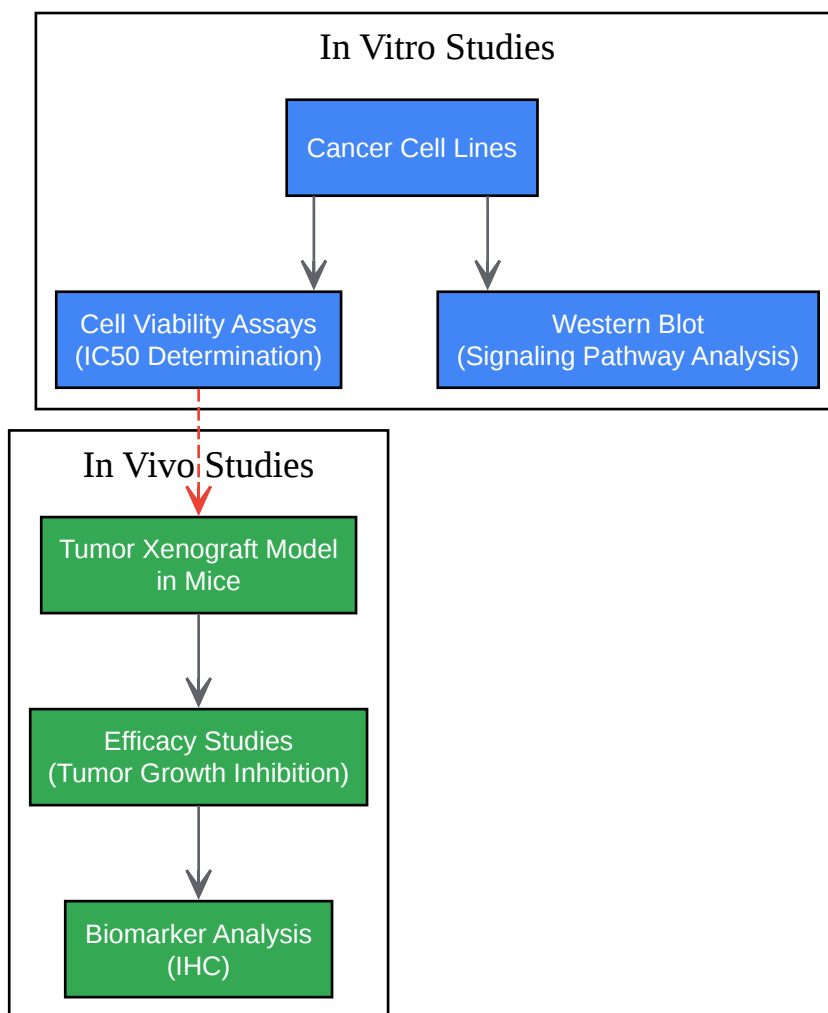 In Vitro Studies
Cancer Cell Lines
Cell Viability Assays
(IC50 Determination)
Western Blot
(Signaling Pathway Analysis)
In Vivo Studies
Tumor Xenograft Model
in Mice
Efficacy Studies
(Tumor Growth Inhibition)
Biomarker Analysis
(IHC)